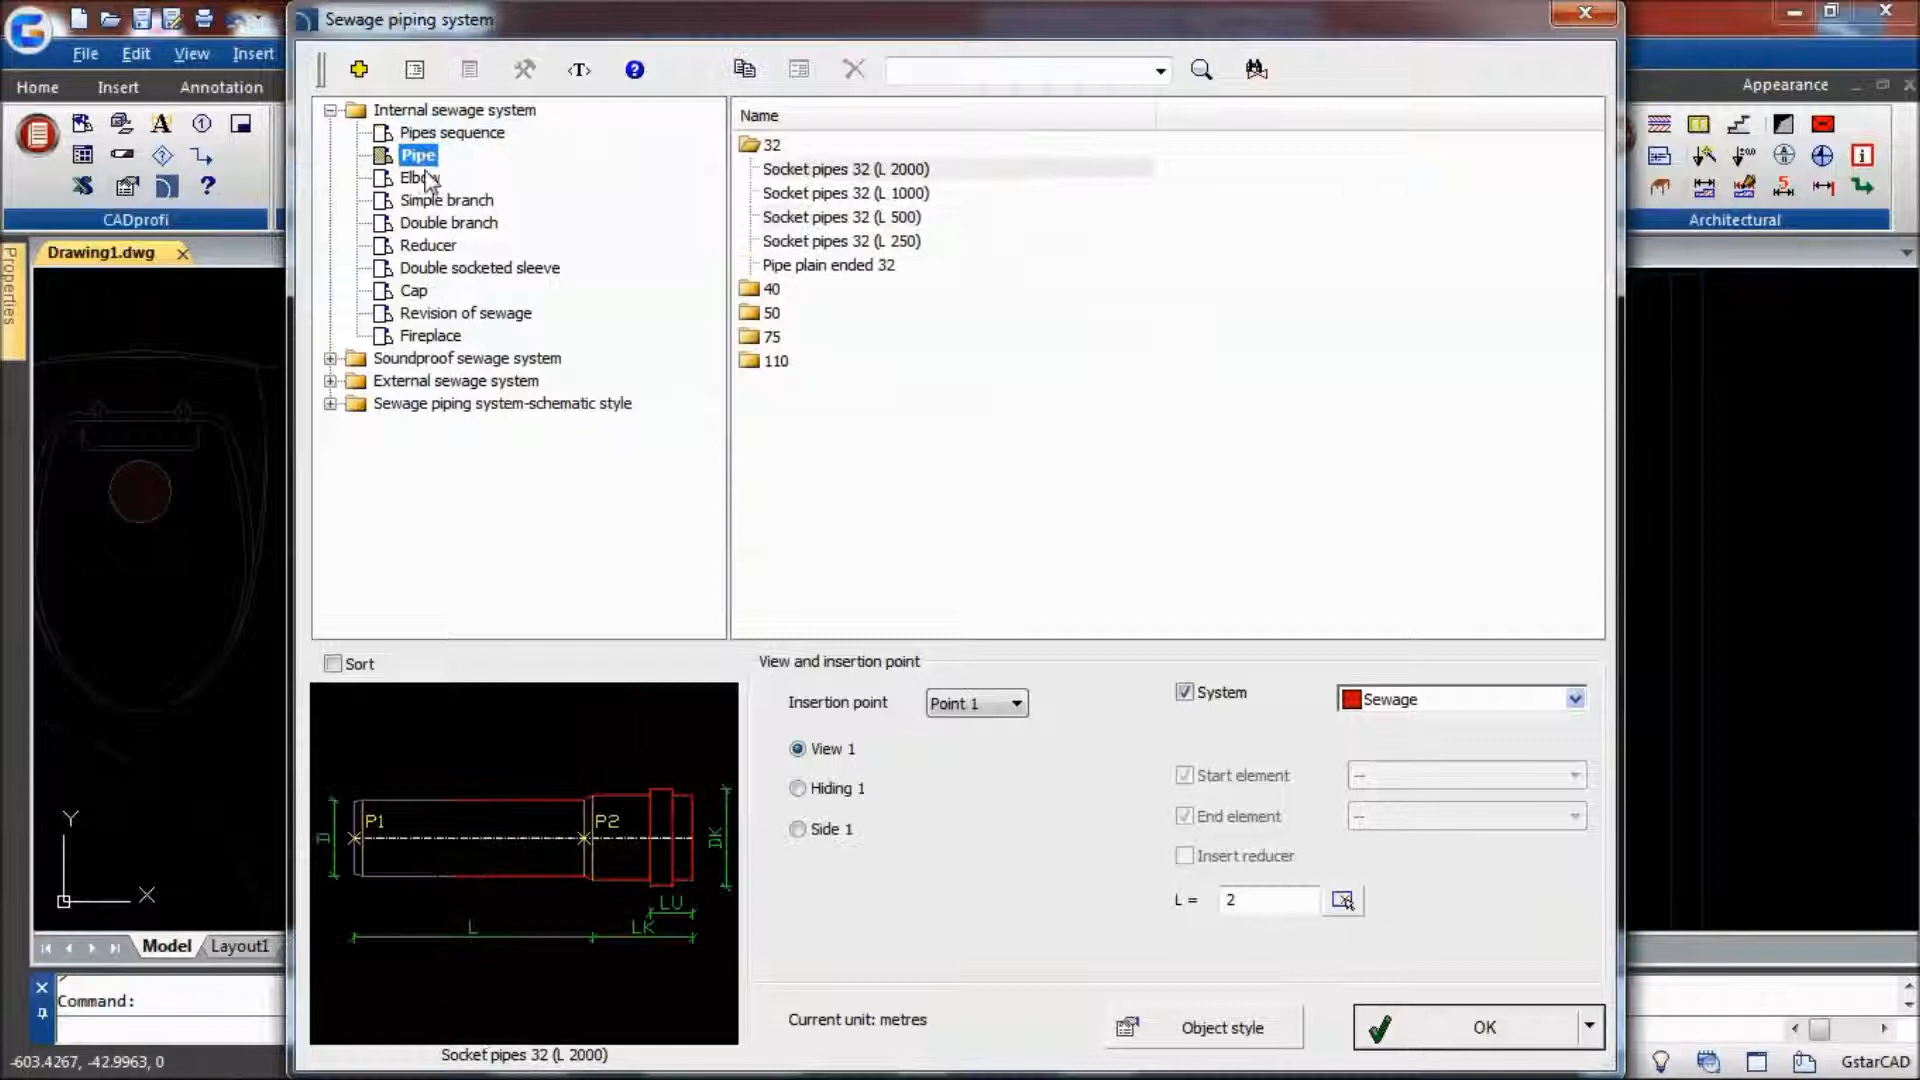 Sewage piping system
File Edit View Insert
Home Insert Annotation
Appearance
CADprofi
Architectural
Drawing1.dwg
Properties
Internal sewage system
Pipes sequence
Pipe
Elbow
Simple branch
Double branch
Reducer
Double socketed sleeve
Cap
Revision of sewage
Fireplace
Soundproof sewage system
External sewage system
Sewage piping system-schematic style
Name
32
Socket pipes 32 (L 2000)
Socket pipes 32 (L 1000)
Socket pipes 32 (L 500)
Socket pipes 32 (L 250)
Pipe plain ended 32
40
50
75
110
Sort
P1 P2
D DK
LU
L LK
Socket pipes 32 (L 2000)
View and insertion point
Insertion point Point 1
View 1
Hiding 1
Side 1
System Sewage
Start element --
End element --
Insert reducer
L = 2
Current unit: metres
Object style
OK
Y
X
Model Layout1
Command:
-603.4267, -42.9963, 0
GstarCAD